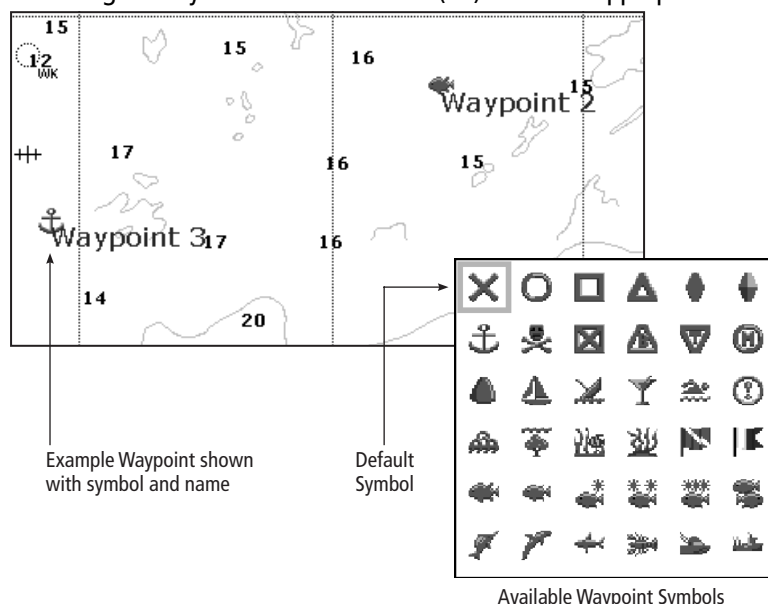 15
15
16
12
WK
15
Waypoint 2
17
16
15
Waypoint 3
17
16
14
20
M
Example Waypoint shown
with symbol and name
Default
Symbol
Available Waypoint Symbols